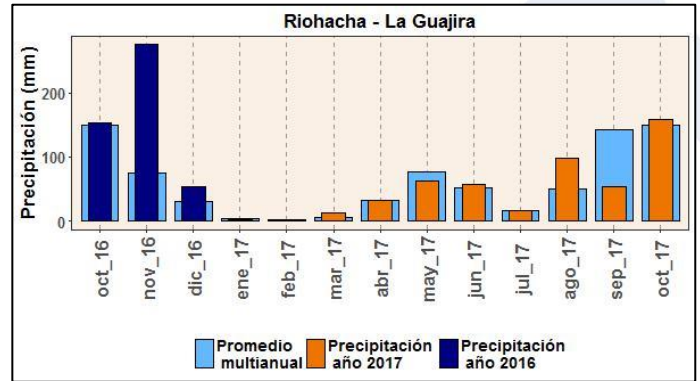 Riohacha - La Guajira
Precipitación (mm)
200
100
0
oct_16
nov_16
dic_16
ene_17
feb_17
mar_17
abr_17
may_17
jun_17
jul_17
ago_17
sep_17
oct_17
Promedio
multianual
Precipitación
año 2017
Precipitación
año 2016